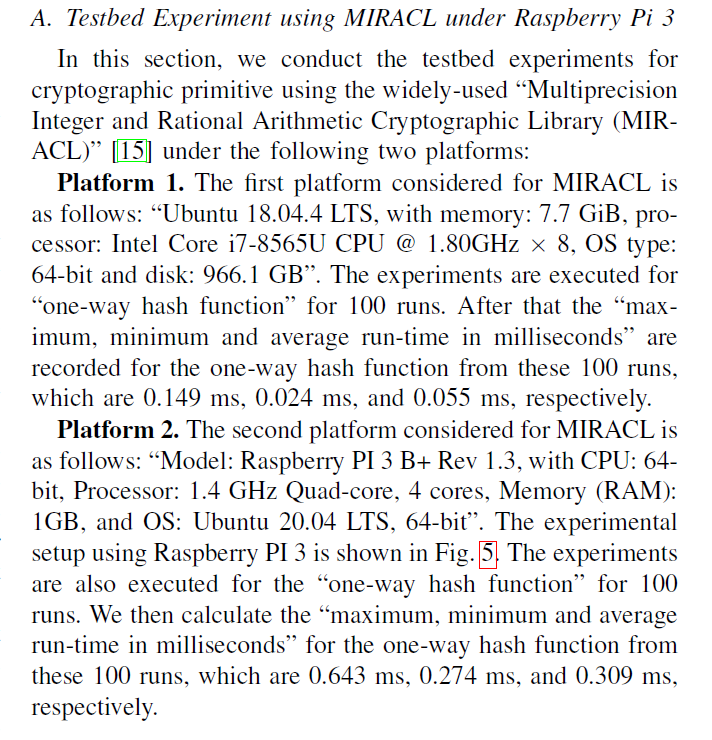 A. Testbed Experiment using MIRACL under Raspberry Pi 3
In this section, we conduct the testbed experiments for
cryptographic primitive using the widely-used “Multiprecision
Integer and Rational Arithmetic Cryptographic Library (MIR-
ACL)” [15] under the following two platforms:
Platform 1. The first platform considered for MIRACL is
as follows: “Ubuntu 18.04.4 LTS, with memory: 7.7 GiB, pro-
cessor: Intel Core i7-8565U CPU @ 1.80GHz × 8, OS type:
64-bit and disk: 966.1 GB”. The experiments are executed for
“one-way hash function” for 100 runs. After that the “max-
imum, minimum and average run-time in milliseconds” are
recorded for the one-way hash function from these 100 runs,
which are 0.149 ms, 0.024 ms, and 0.055 ms, respectively.
Platform 2. The second platform considered for MIRACL is
as follows: “Model: Raspberry PI 3 B+ Rev 1.3, with CPU: 64-
bit, Processor: 1.4 GHz Quad-core, 4 cores, Memory (RAM):
1GB, and OS: Ubuntu 20.04 LTS, 64-bit”. The experimental
setup using Raspberry PI 3 is shown in Fig. 5. The experiments
are also executed for the “one-way hash function” for 100
runs. We then calculate the “maximum, minimum and average
run-time in milliseconds” for the one-way hash function from
these 100 runs, which are 0.643 ms, 0.274 ms, and 0.309 ms,
respectively.